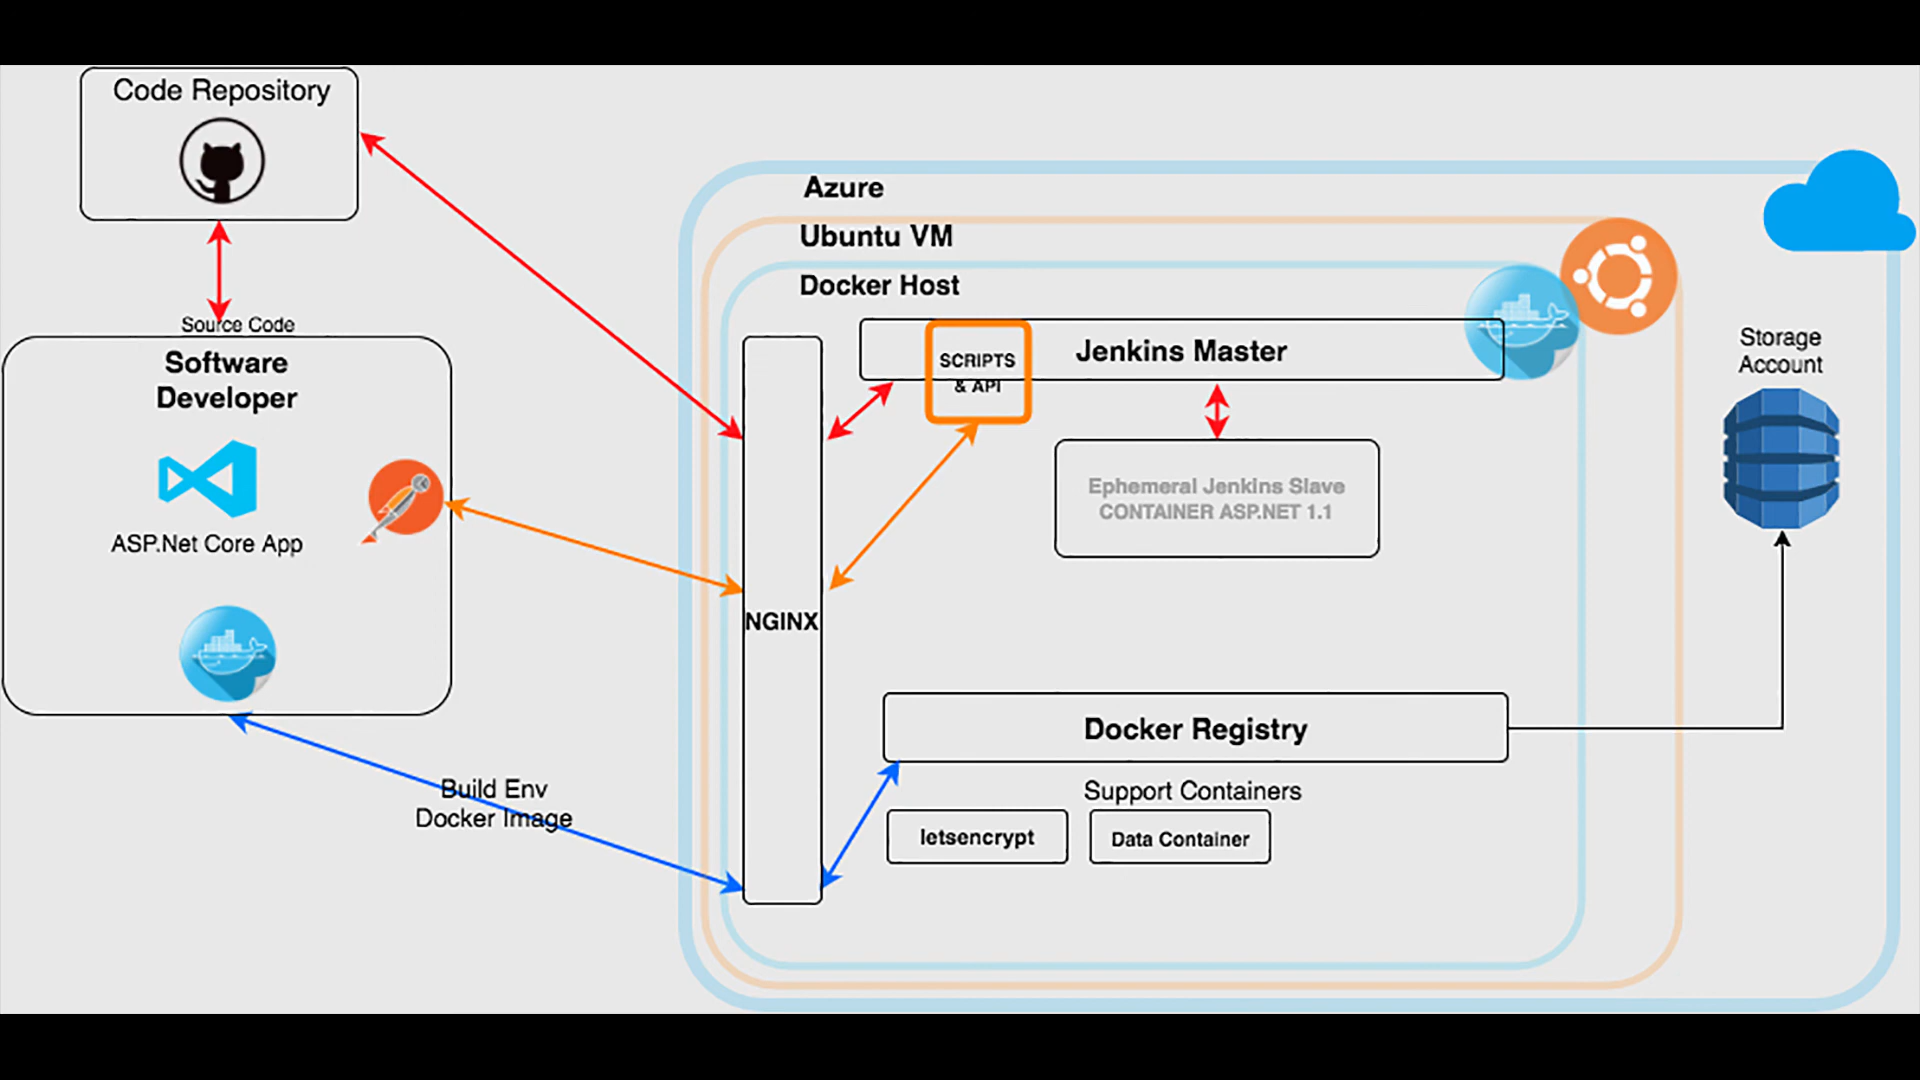 Code Repository
Source Code
Software
Developer
ASP.Net Core App
Build Env
Docker Image
Azure
Ubuntu VM
Docker Host
NGINX
SCRIPTS
& API
Jenkins Master
Ephemeral Jenkins Slave
CONTAINER ASP.NET 1.1
Docker Registry
Support Containers
letsencrypt
Data Container
Storage
Account